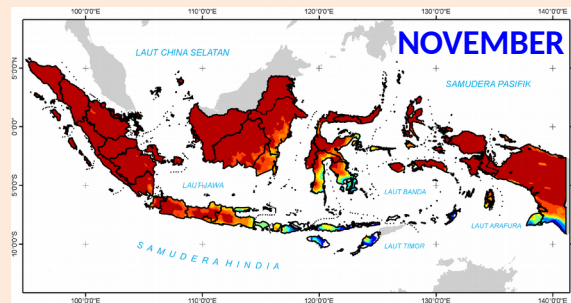 100°0'0"E 110°0'0"E 120°0'0"E 130°0'0"E 140°0'0"E
NOVEMBER
LAUT CHINA SELATAN
5°0'0"N
SAMUDERA PASIFIK
0°0'0"
LAUT JAWA
LAUT BANDA
5°0'0"S
LAUT ARAFURA
10°0'0"S
LAUT TIMOR
SAMUDERA HINDIA
100°0'0"E 110°0'0"E 120°0'0"E 130°0'0"E 140°0'0"E